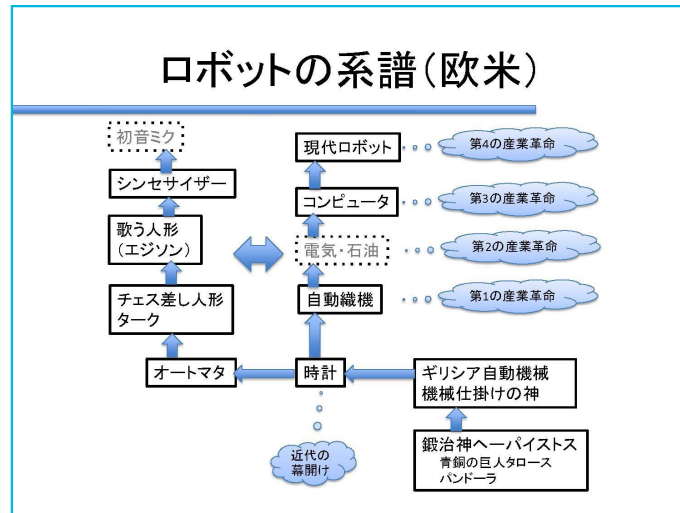 ロボットの系譜(欧米)
初音ミク
現代ロボット
第4の産業革命
シンセサイザー
コンピュータ
第3の産業革命
歌う人形
(エジソン)
電気・石油
第2の産業革命
チェス差し人形
ターク
自動織機
第1の産業革命
オートマタ
時計
ギリシア自動機械
機械仕掛けの神
近代の
幕開け
鍛治神ヘーパイストス
青銅の巨人タロース
パンドーラ